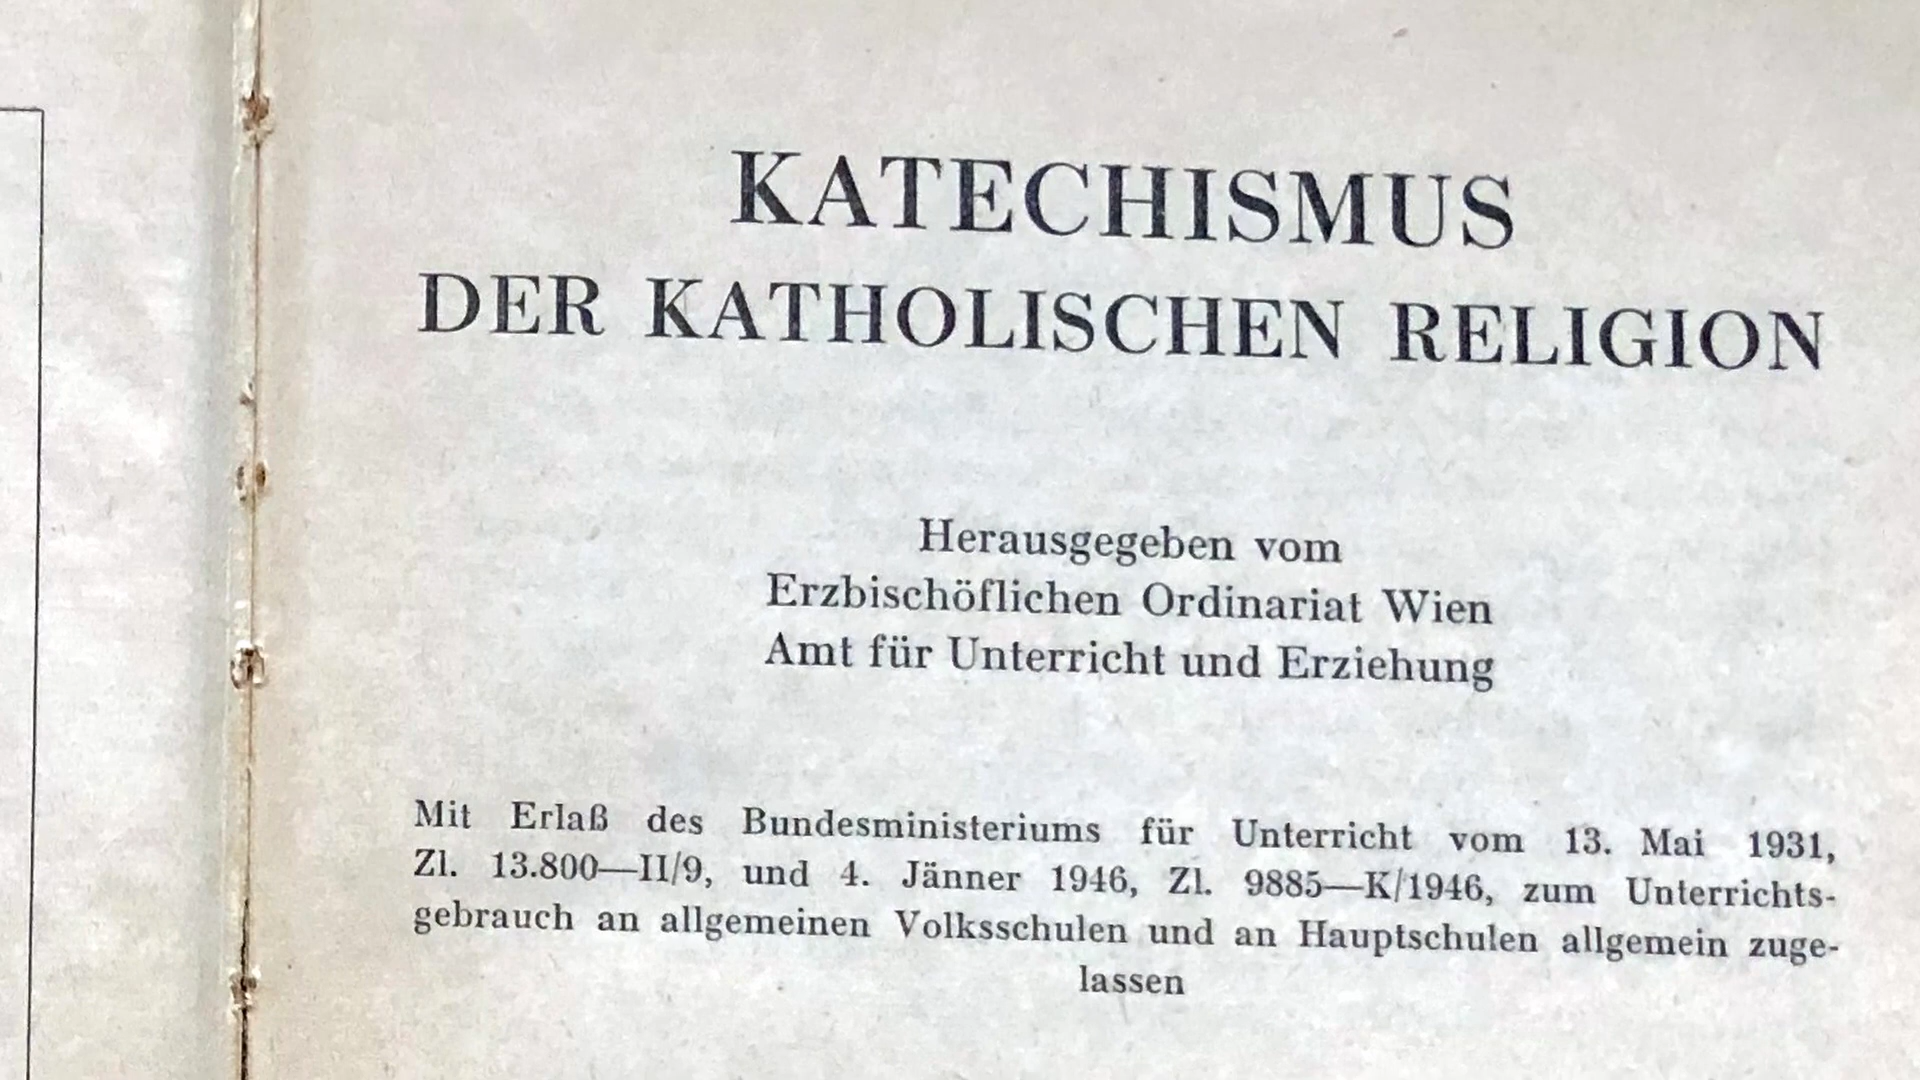 KATECHISMUS
DER KATHOLISCHEN RELIGION
Herausgegeben vom
Erzbischöflichen Ordinariat Wien
Amt für Unterricht und Erziehung
Mit Erlaß des Bundesministeriums für Unterricht vom 13. Mai 1931,
Zl. 13.800—II/9, und 4. Jänner 1946, Zl. 9885—K/1946, zum Unterrichts-
gebrauch an allgemeinen Volksschulen und an Hauptschulen allgemein zuge-
lassen